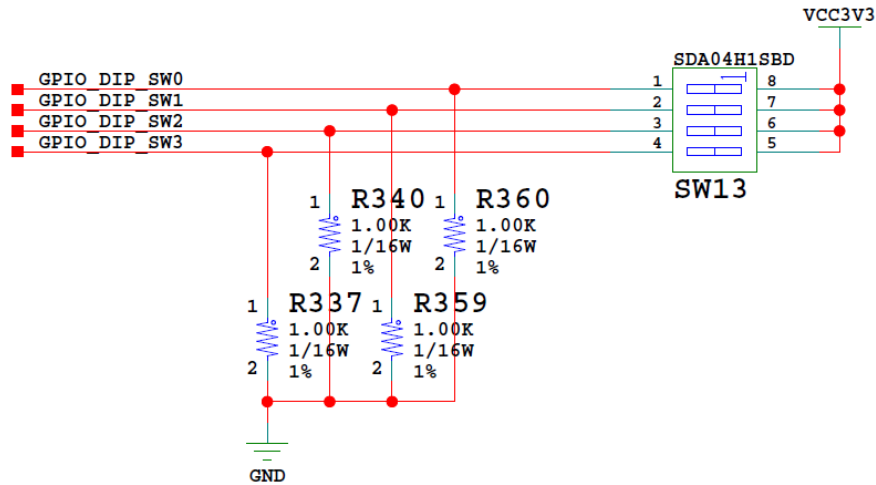 VCC3V3
SDA04H1SBD
GPIO_DIP_SW0
1
8
GPIO_DIP_SW1
2
7
GPIO_DIP_SW2
3
6
GPIO_DIP_SW3
4
5
SW13
1
R340
1
R360
1.00K
1.00K
1/16W
1/16W
2
1%
2
1%
1
R337
1
R359
1.00K
1.00K
1/16W
1/16W
2
1%
2
1%
GND